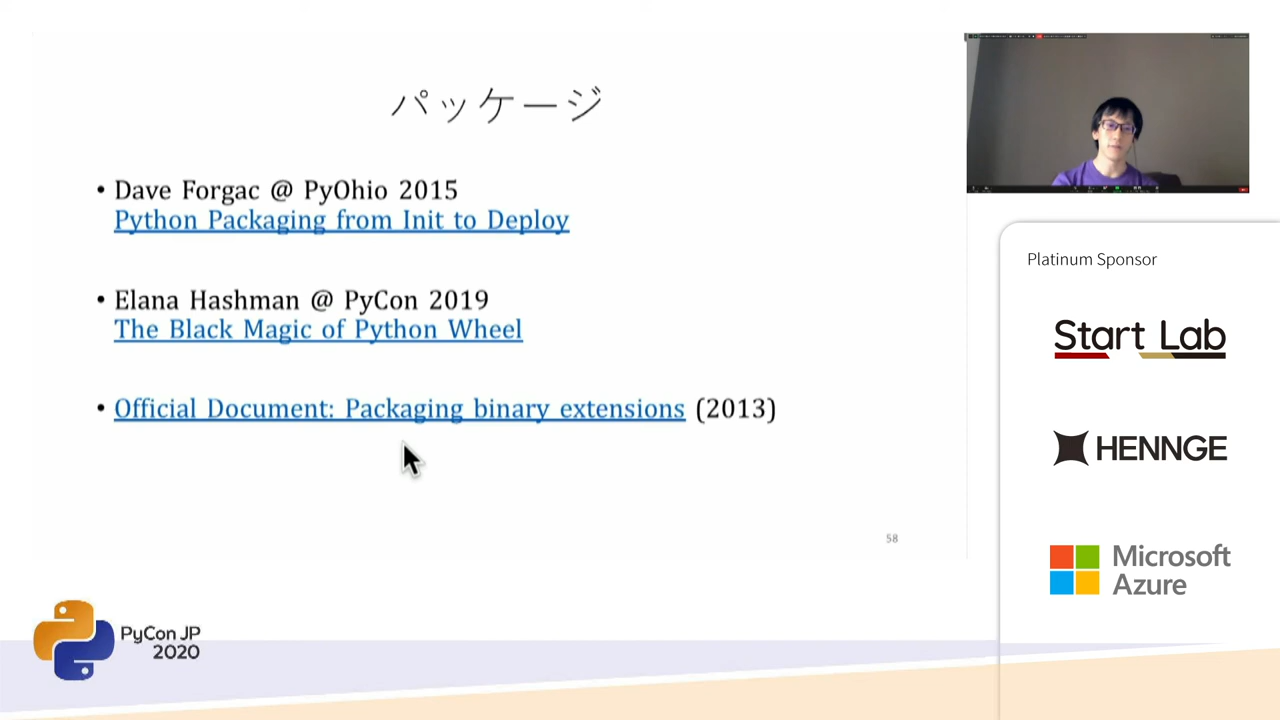 パッケージ
• Dave Forgac @ PyOhio 2015
Python Packaging from Init to Deploy
• Elana Hashman @ PyCon 2019
The Black Magic of Python Wheel
• Official Document: Packaging binary extensions (2013)
58
PyCon JP
2020
Platinum Sponsor
Start Lab
HENNGE
Microsoft
Azure